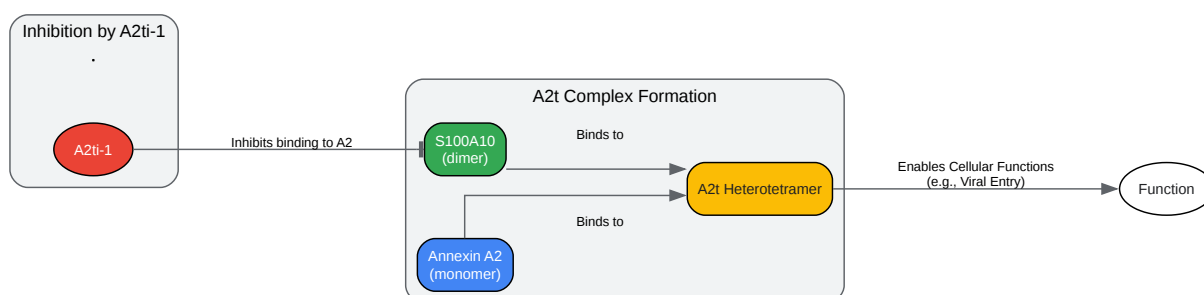 Inhibition by A2ti-1
.
A2ti-1
Inhibits binding to A2
A2t Complex Formation
S100A10
(dimer)
Binds to
Annexin A2
(monomer)
Binds to
A2t Heterotetramer
Enables Cellular Functions
(e.g., Viral Entry)
Function